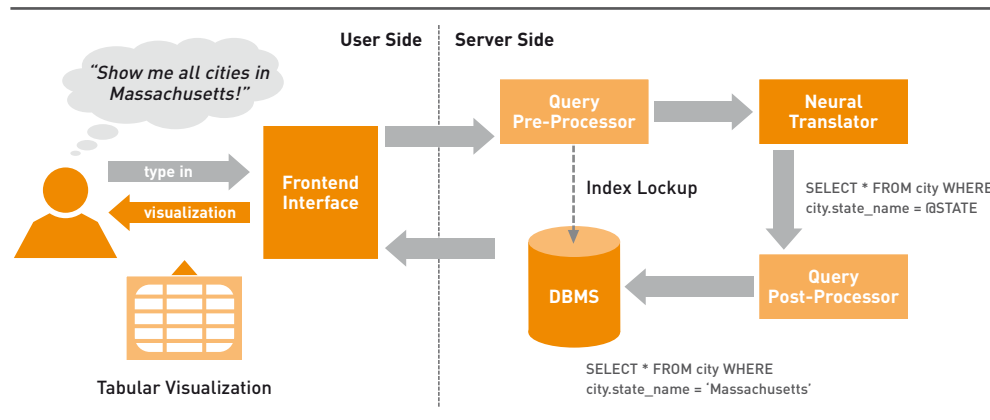 User Side
Server Side
“Show me all cities in
Massachusetts!”
type in
visualization
Frontend
Interface
Query
Pre-Processor
Neural
Translator
Index Lockup
SELECT * FROM city WHERE
city.state_name = @STATE
DBMS
Query
Post-Processor
Tabular Visualization
SELECT * FROM city WHERE
city.state_name = ‘Massachusetts’